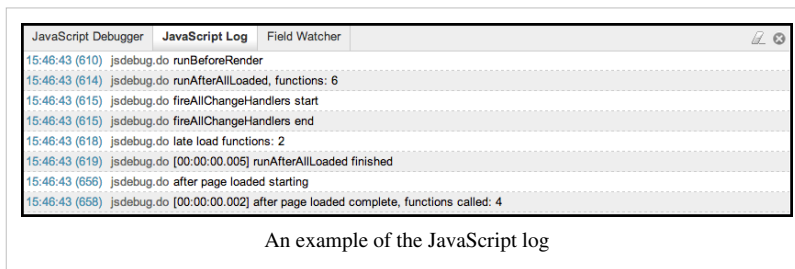 JavaScript Debugger JavaScript Log Field Watcher
15:46:43 (610) jsdebug.do runBeforeRender
15:46:43 (614) jsdebug.do runAfterAllLoaded, functions: 6
15:46:43 (615) jsdebug.do fireAllChangeHandlers start
15:46:43 (615) jsdebug.do fireAllChangeHandlers end
15:46:43 (618) jsdebug.do late load functions: 2
15:46:43 (619) jsdebug.do [00:00:00.005] runAfterAllLoaded finished
15:46:43 (656) jsdebug.do after page loaded starting
15:46:43 (658) jsdebug.do [00:00:00.002] after page loaded complete, functions called: 4
An example of the JavaScript log